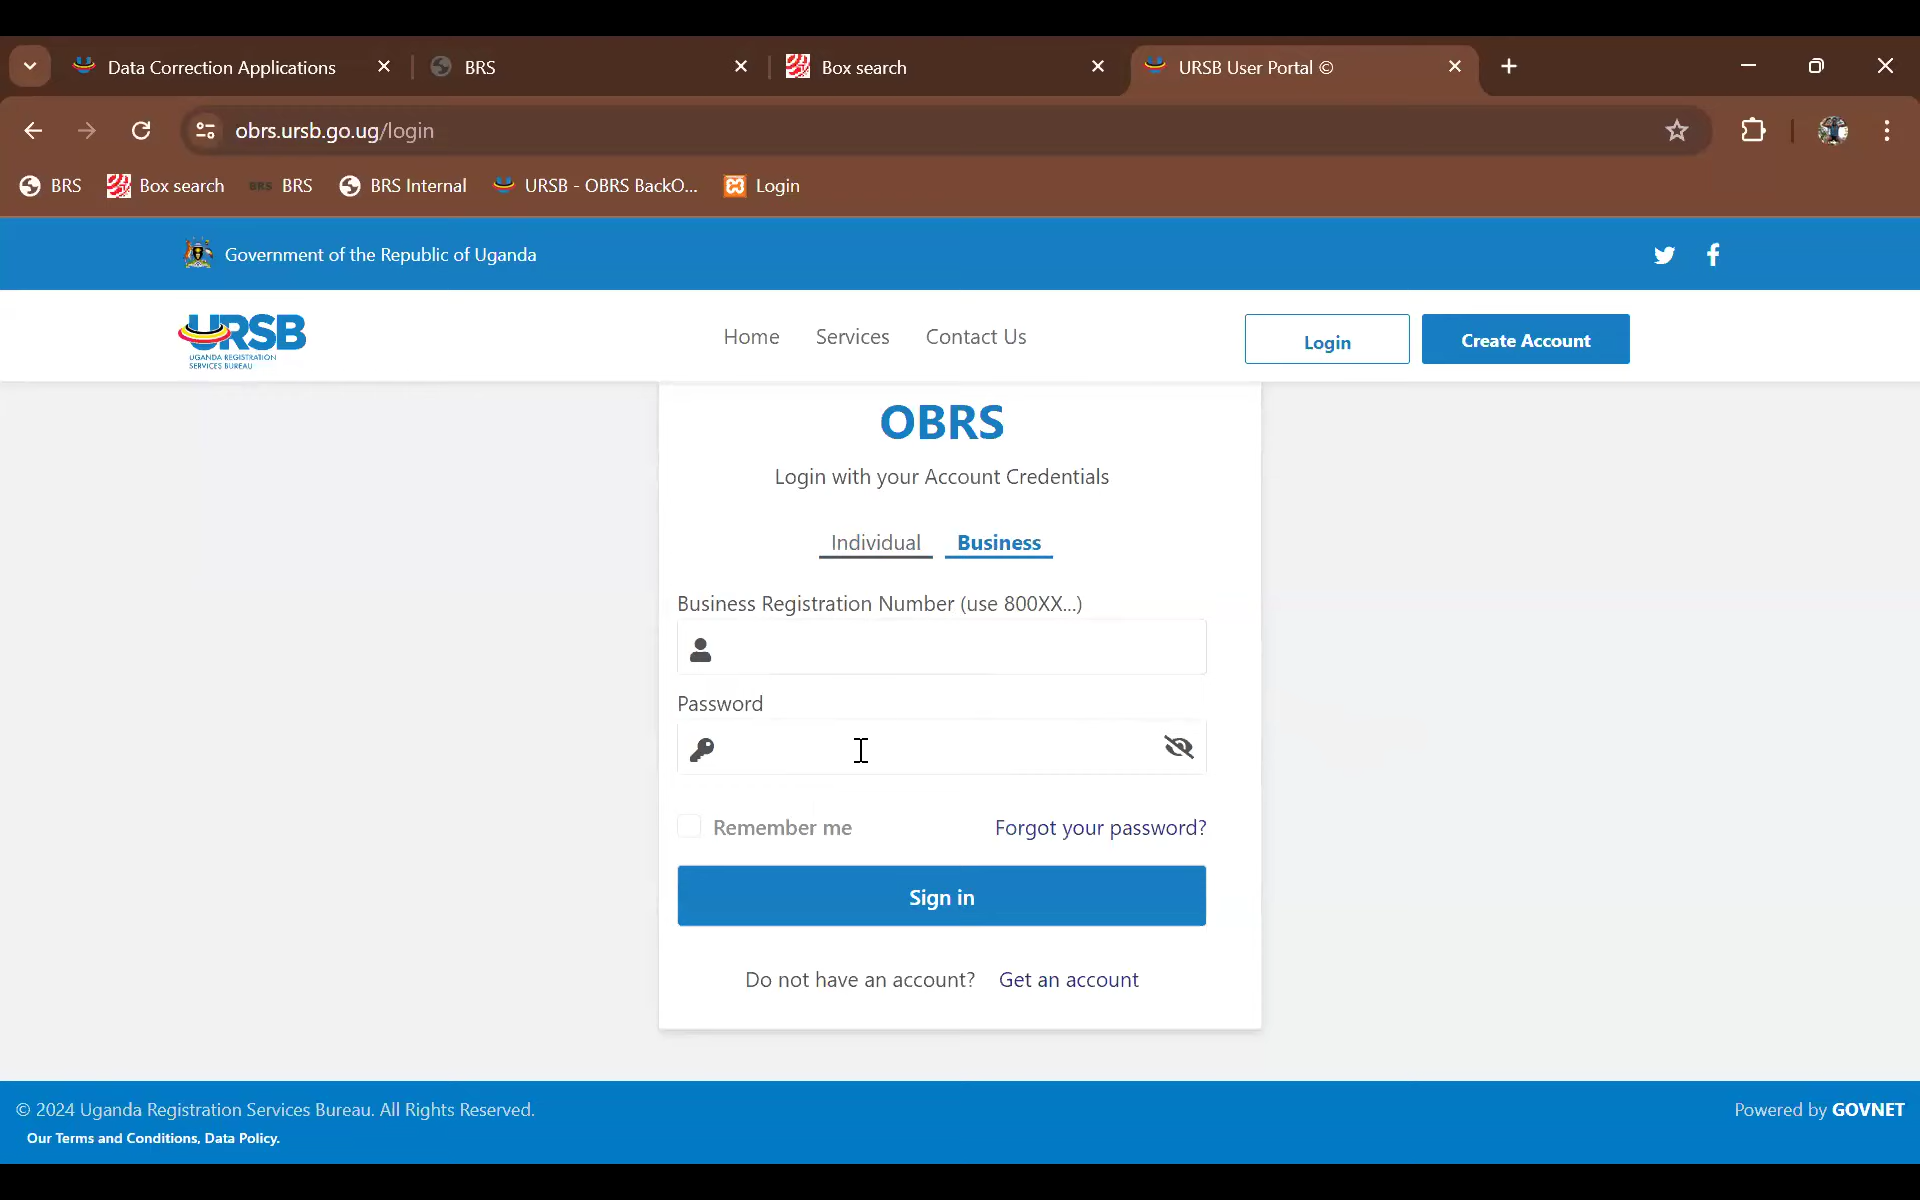 Data Correction Applications
BRS
Box search
URSB User Portal ©
obrs.ursb.go.ug/login
BRS
Box search
BRS BRS
BRS Internal
URSB - OBRS BackO...
Login
Government of the Republic of Uganda
URSB
UGANDA REGISTRATION
SERVICES BUREAU
Home
Services
Contact Us
Login
Create Account
OBRS
Login with your Account Credentials
Individual
Business
Business Registration Number (use 800XX...)
Password
Remember me
Forgot your password?
Sign in
Do not have an account? Get an account
© 2024 Uganda Registration Services Bureau. All Rights Reserved.
Powered by GOVNET
Our Terms and Conditions, Data Policy.